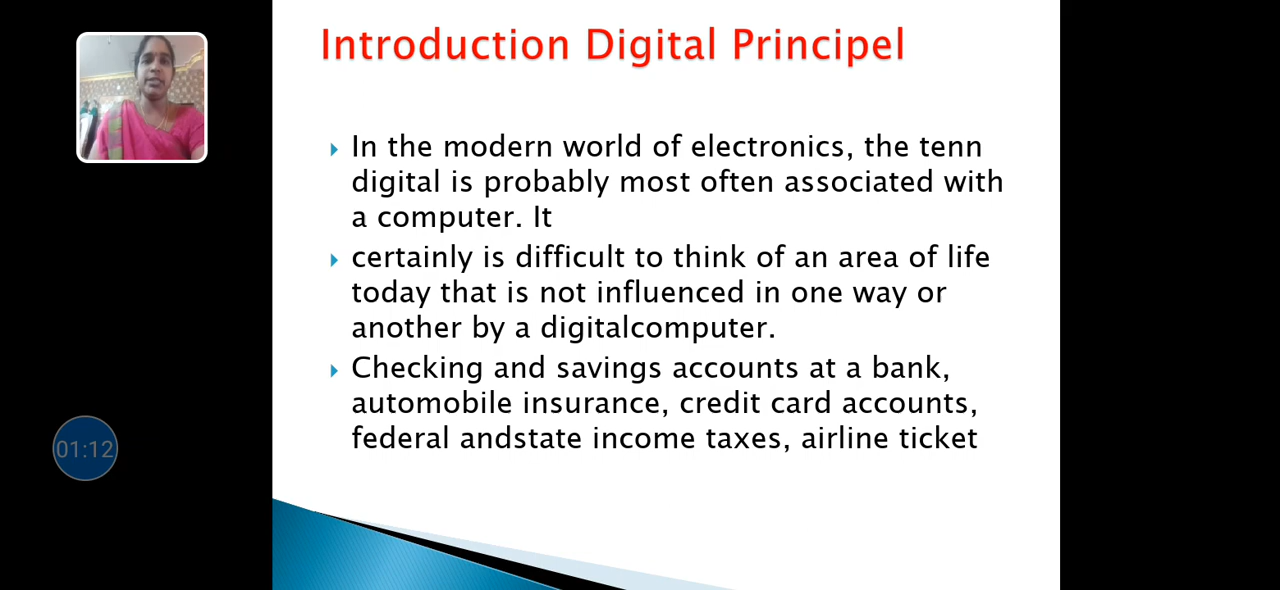 Introduction Digital Principel
In the modern world of electronics, the tenn
digital is probably most often associated with
a computer. It
certainly is difficult to think of an area of life
today that is not influenced in one way or
another by a digitalcomputer.
Checking and savings accounts at a bank,
automobile insurance, credit card accounts,
federal andstate income taxes, airline ticket
01:12